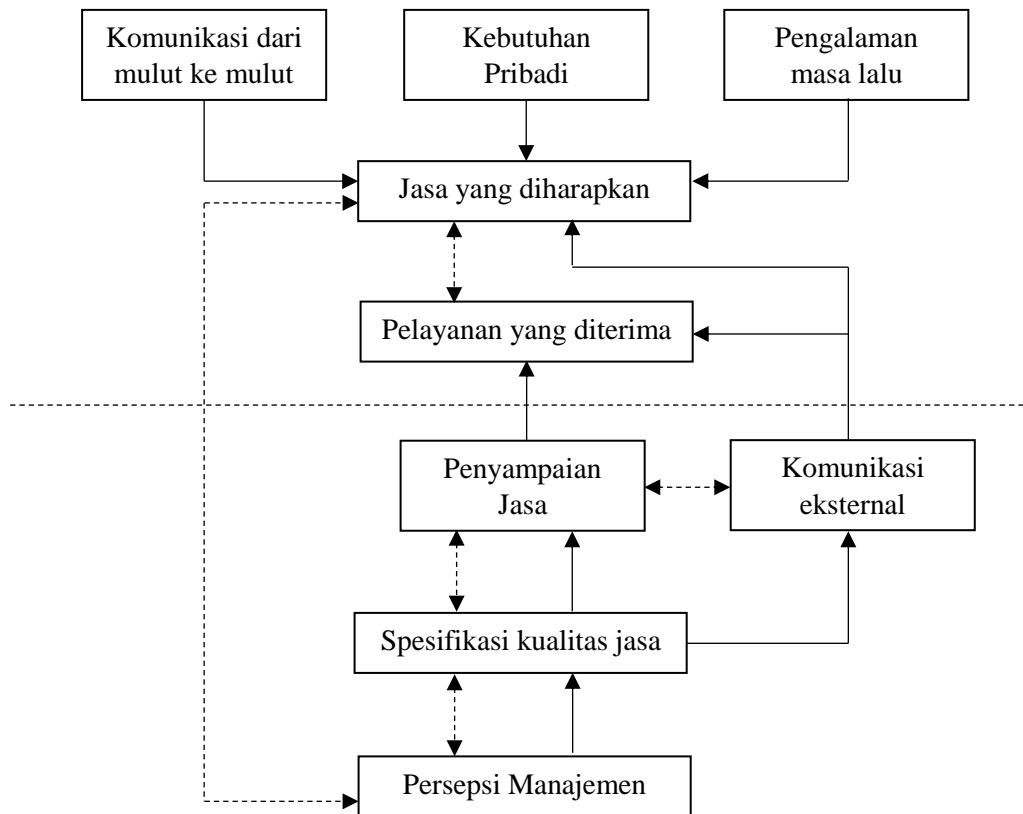 Komunikasi dari
mulut ke mulut
Kebutuhan
Pribadi
Pengalaman
masa lalu
Jasa yang diharapkan
Pelayanan yang diterima
Penyampaian
Jasa
Komunikasi
eksternal
Spesifikasi kualitas jasa
Persepsi Manajemen